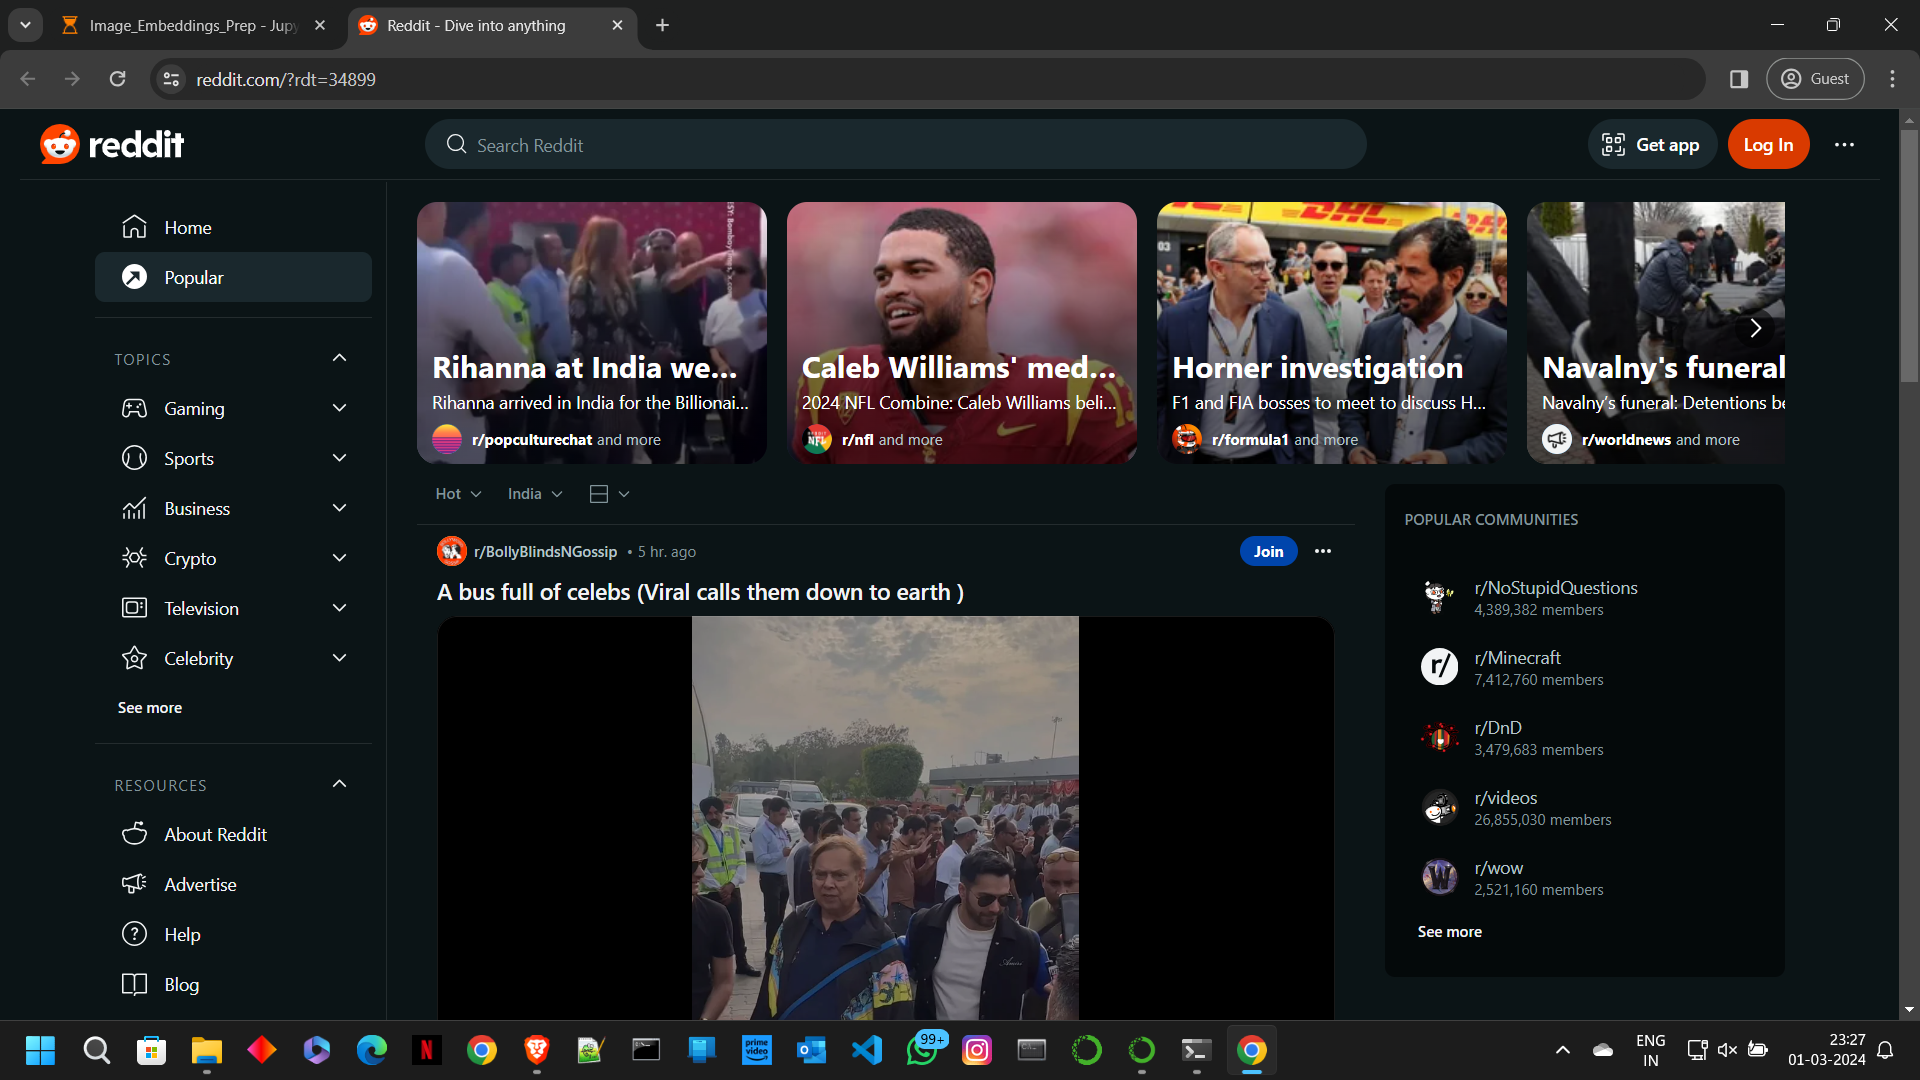 Image_Embeddings_Prep - Jupy
Reddit - Dive into anything
reddit.com/?rdt=34899
Guest
reddit
Search Reddit
Get app
Log In
Home
Popular
TOPICS
Gaming
Sports
Business
Crypto
Television
Celebrity
See more
RESOURCES
About Reddit
Advertise
Help
Blog
Rihanna at India we...
Rihanna arrived in India for the Billionai...
r/popculturechat and more
Caleb Williams' med...
2024 NFL Combine: Caleb Williams beli...
NFL
r/nfl and more
DHL
03
Horner investigation
F1 and FIA bosses to meet to discuss H...
r/formula1 and more
Navalny's funeral
Navalny's funeral: Detentions be
r/worldnews and more
Hot
India
r/BollyBlindsNGossip • 5 hr. ago
Join
A bus full of celebs (Viral calls them down to earth )
Amiri
POPULAR COMMUNITIES
r/NoStupidQuestions
4,389,382 members
r/
r/Minecraft
7,412,760 members
r/DnD
3,479,683 members
r/videos
26,855,030 members
W
r/wow
2,521,160 members
See more
N
prime video
99+
ENG
IN
23:27
01-03-2024